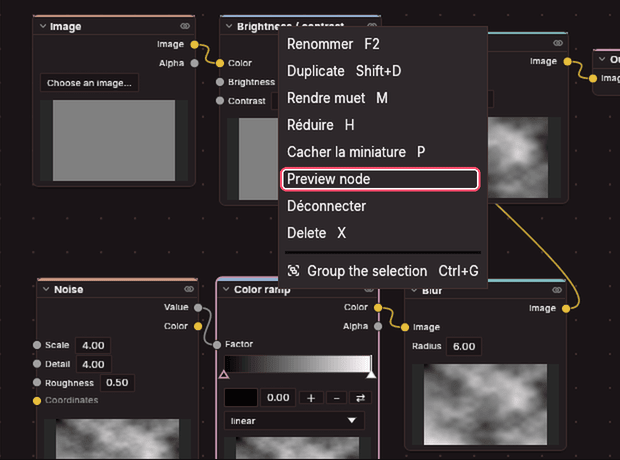 Image
Brightness / contrast
Image
Alpha
Choose an image...
Color
Brightness
Contrast
Renommer F2
Duplicate Shift+D
Rendre muet M
Réduire H
Cacher la miniature P
Preview node
Déconnecter
Delete X
Group the selection Ctrl+G
Image
Noise
Value
Color
Scale 4.00
Detail 4.00
Roughness 0.50
Coordinates
Color ramp
Color
Alpha
Factor
0.00 + − ⇄
linear
Blur
Image
Image
Radius 6.00